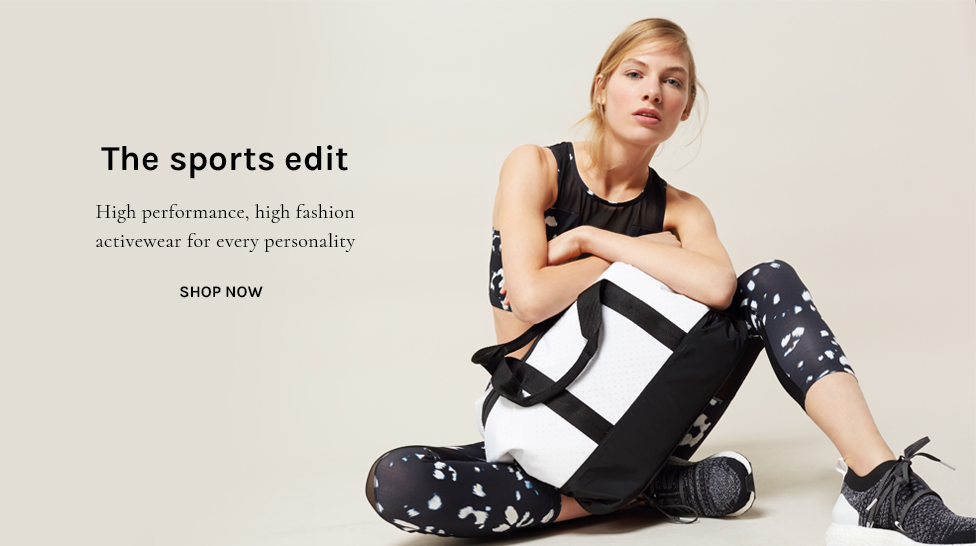 The sports edit
High performance, high fashion
activewear for every personality
SHOP NOW